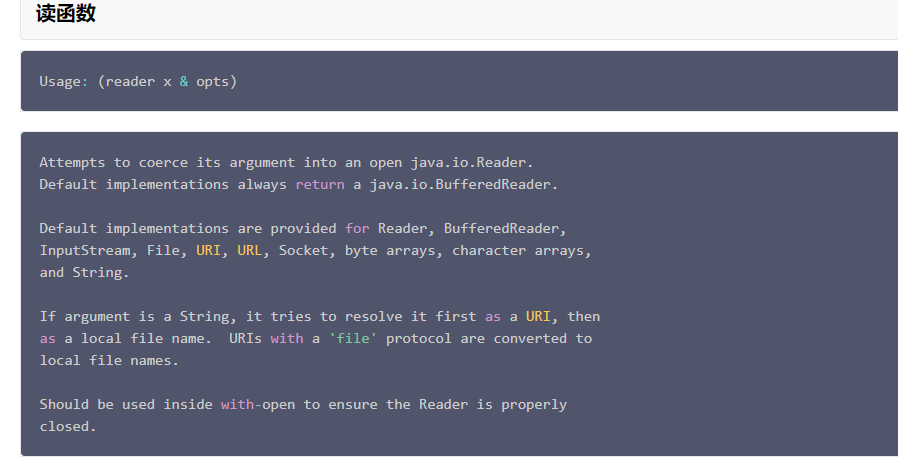 读函数
Usage: (reader x & opts)
Attempts to coerce its argument into an open java.io.Reader.
Default implementations always return a java.io.BufferedReader.
Default implementations are provided for Reader, BufferedReader,
InputStream, File, URI, URL, Socket, byte arrays, character arrays,
and String.
If argument is a String, it tries to resolve it first as a URI, then
as a local file name.  URIs with a 'file' protocol are converted to
local file names.
Should be used inside with-open to ensure the Reader is properly
closed.